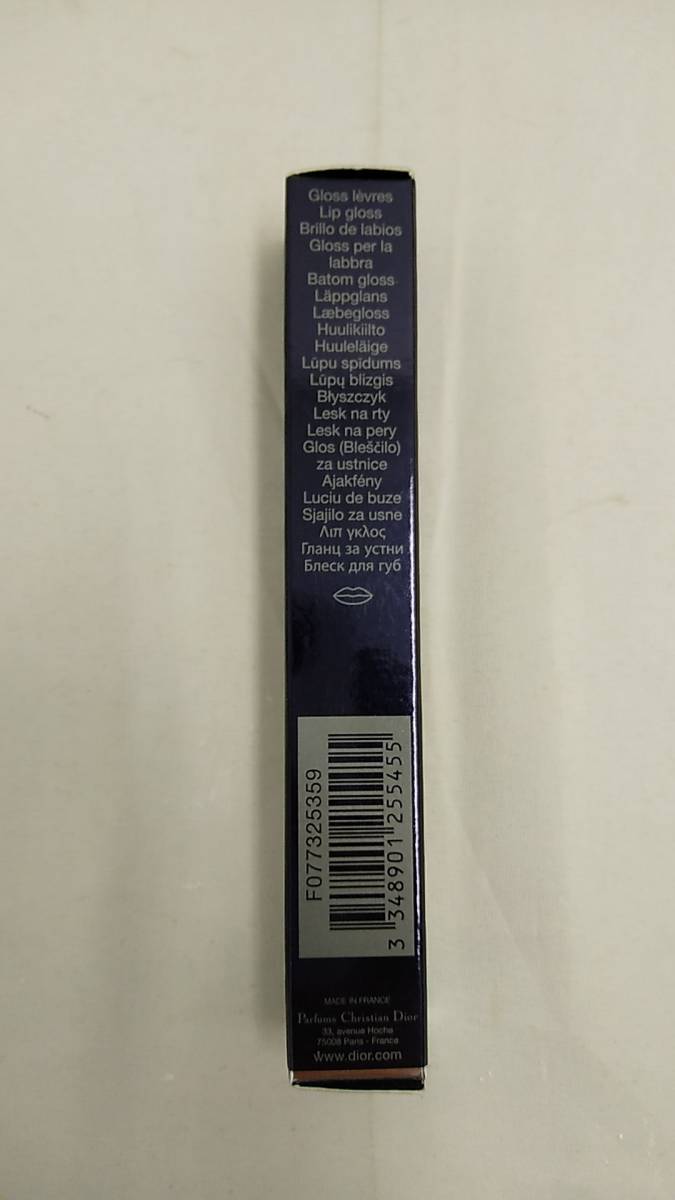 Gloss lèvres
Lip gloss
Brillo de labios
Gloss per la
labbra
Batom gloss
Läppglans
Læbegloss
Huulikiilto
Huuleläige
Lūpu spīdums
Lūpų blizgis
Błyszczyk
Lesk na rty
Lesk na pery
Glos (Bleščilo)
za ustnice
Ajakfény
Luciu de buze
Sjajilo za usne
Λιπ γκλος
Гланц за устни
Блеск для губ
F077325359
3 348901 255455
MADE IN FRANCE
Parfums Christian Dior
33, avenue Hoche
75008 Paris - France
www.dior.com